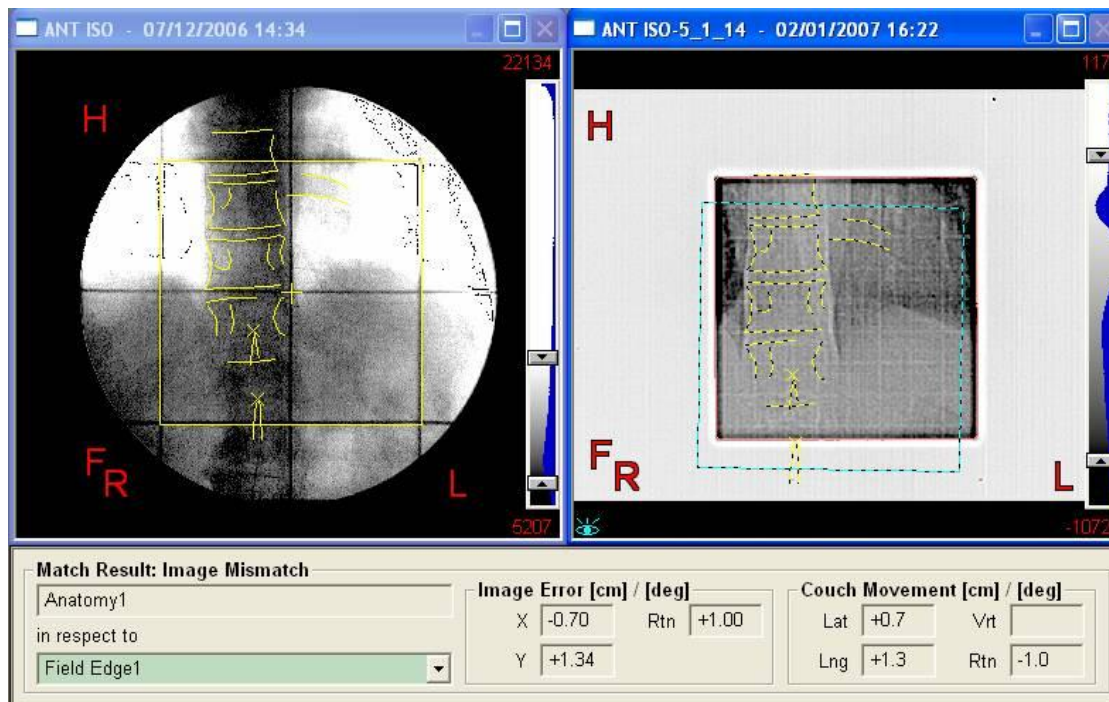 ANT ISO - 07/12/2006 14:34
22134
H
F
R
L
5207
ANT ISO-5_1_14 - 02/01/2007 16:22
117
H
F
R
L
-1072
Match Result: Image Mismatch
Anatomy1
in respect to
Field Edge1
Image Error [cm] / [deg]
X -0.70 Rtn +1.00
Y +1.34
Couch Movement [cm] / [deg]
Lat +0.7 Vrt
Lng +1.3 Rtn -1.0